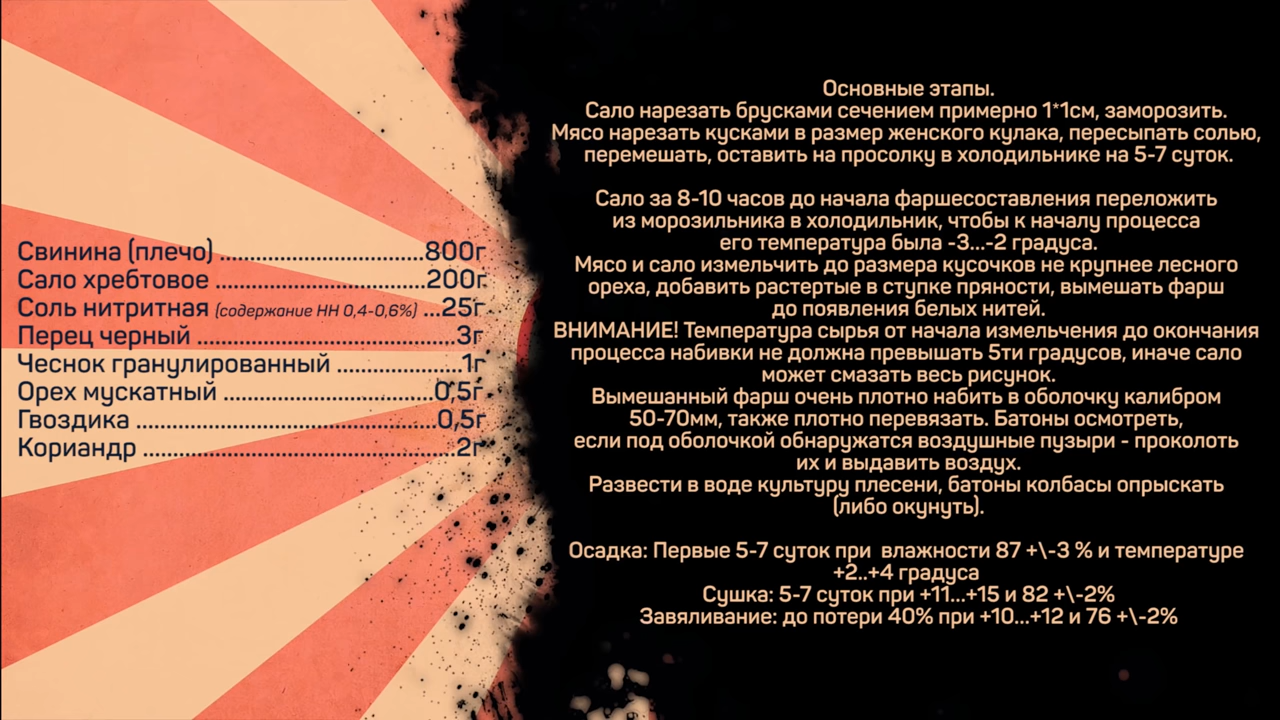 Свинина (плечо) ..........................800г
Сало хребтовое ...........................200г
Соль нитритная (содержание НН 0,4-0,6%) ...25г
Перец черный ..................................3г
Чеснок гранулированный ................1г
Орех мускатный ...........................0,5г
Гвоздика .......................................0,5г
Кориандр ........................................2г
Основные этапы.
Сало нарезать брусками сечением примерно 1*1см, заморозить.
Мясо нарезать кусками в размер женского кулака, пересыпать солью,
перемешать, оставить на просолку в холодильнике на 5-7 суток.
Сало за 8-10 часов до начала фаршесоставления переложить
из морозильника в холодильник, чтобы к началу процесса
его температура была -3...-2 градуса.
Мясо и сало измельчить до размера кусочков не крупнее лесного
ореха, добавить растертые в ступке пряности, вымешать фарш
до появления белых нитей.
ВНИМАНИЕ! Температура сырья от начала измельчения до окончания
процесса набивки не должна превышать 5ти градусов, иначе сало
может смазать весь рисунок.
Вымешанный фарш очень плотно набить в оболочку калибром
50-70мм, также плотно перевязать. Батоны осмотреть,
если под оболочкой обнаружатся воздушные пузыри - проколоть
их и выдавить воздух.
Развести в воде культуру плесени, батоны колбасы опрыскать
(либо окунуть).
Осадка: Первые 5-7 суток при  влажности 87 +\-3 % и температуре
+2..+4 градуса
Сушка: 5-7 суток при +11...+15 и 82 +\-2%
Завяливание: до потери 40% при +10...+12 и 76 +\-2%